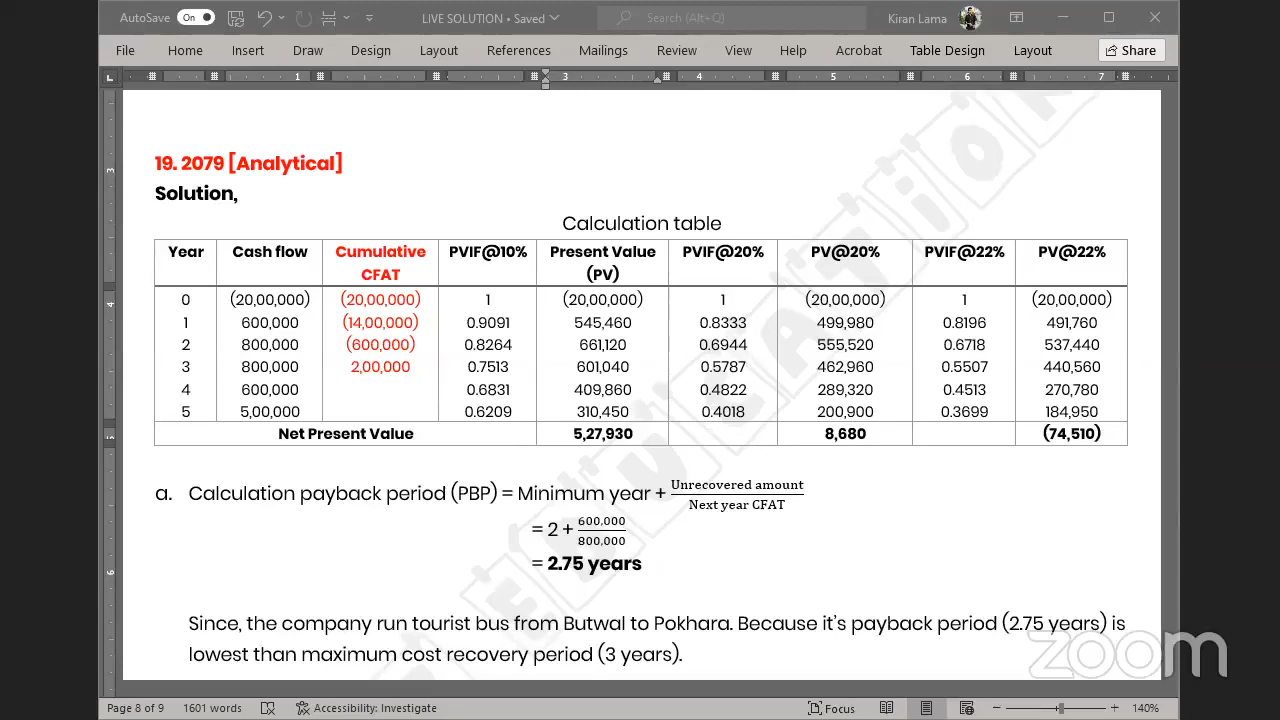 AutoSave On LIVE SOLUTION • Saved Search (Alt+Q) Kiran Lama
File Home Insert Draw Design Layout References Mailings Review View Help Acrobat Table Design Layout Share
1 3 4 5 6 7
19. 2079 [Analytical]
Solution,
Calculation table
Year Cash flow Cumulative CFAT PVIF@10% Present Value (PV) PVIF@20% PV@20% PVIF@22% PV@22%
0 (20,00,000) (20,00,000) 1 (20,00,000) 1 (20,00,000) 1 (20,00,000)
1 600,000 (14,00,000) 0.9091 545,460 0.8333 499,980 0.8196 491,760
2 800,000 (600,000) 0.8264 661,120 0.6944 555,520 0.6718 537,440
3 800,000 2,00,000 0.7513 601,040 0.5787 462,960 0.5507 440,560
4 600,000 0.6831 409,860 0.4822 289,320 0.4513 270,780
5 5,00,000 0.6209 310,450 0.4018 200,900 0.3699 184,950
Net Present Value 5,27,930 8,680 (74,510)
a. Calculation payback period (PBP) = Minimum year + Unrecovered amount / Next year CFAT
= 2 + 600,000 / 800,000
= 2.75 years
Since, the company run tourist bus from Butwal to Pokhara. Because it's payback period (2.75 years) is
lowest than maximum cost recovery period (3 years).
zoom
Page 8 of 9 1601 words Accessibility: Investigate Focus 140%